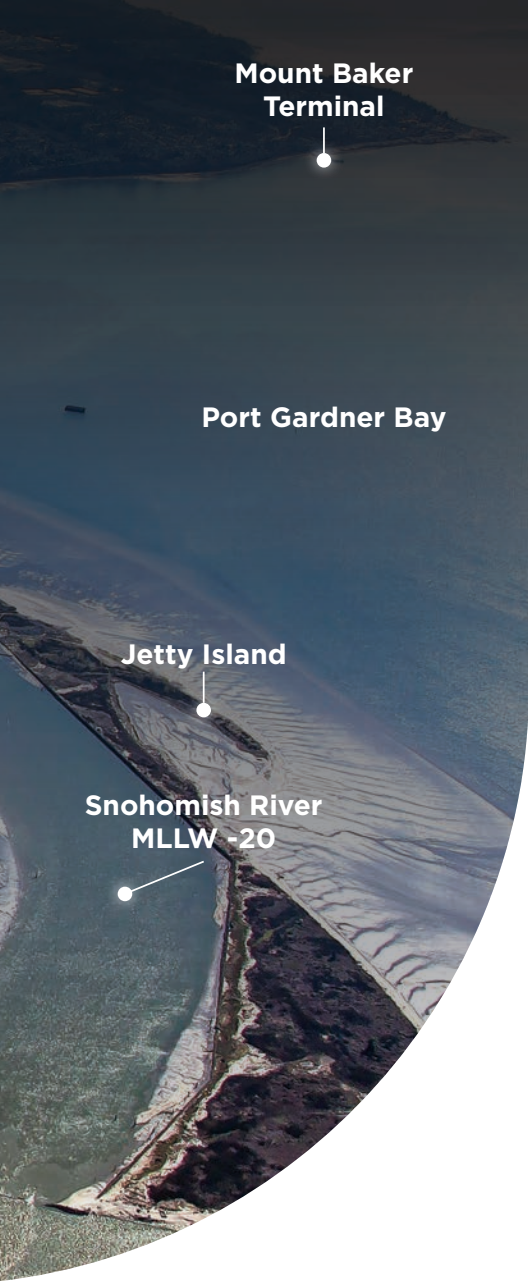 Mount Baker
Terminal
Port Gardner Bay
Jetty Island
Snohomish River
MLLW -20